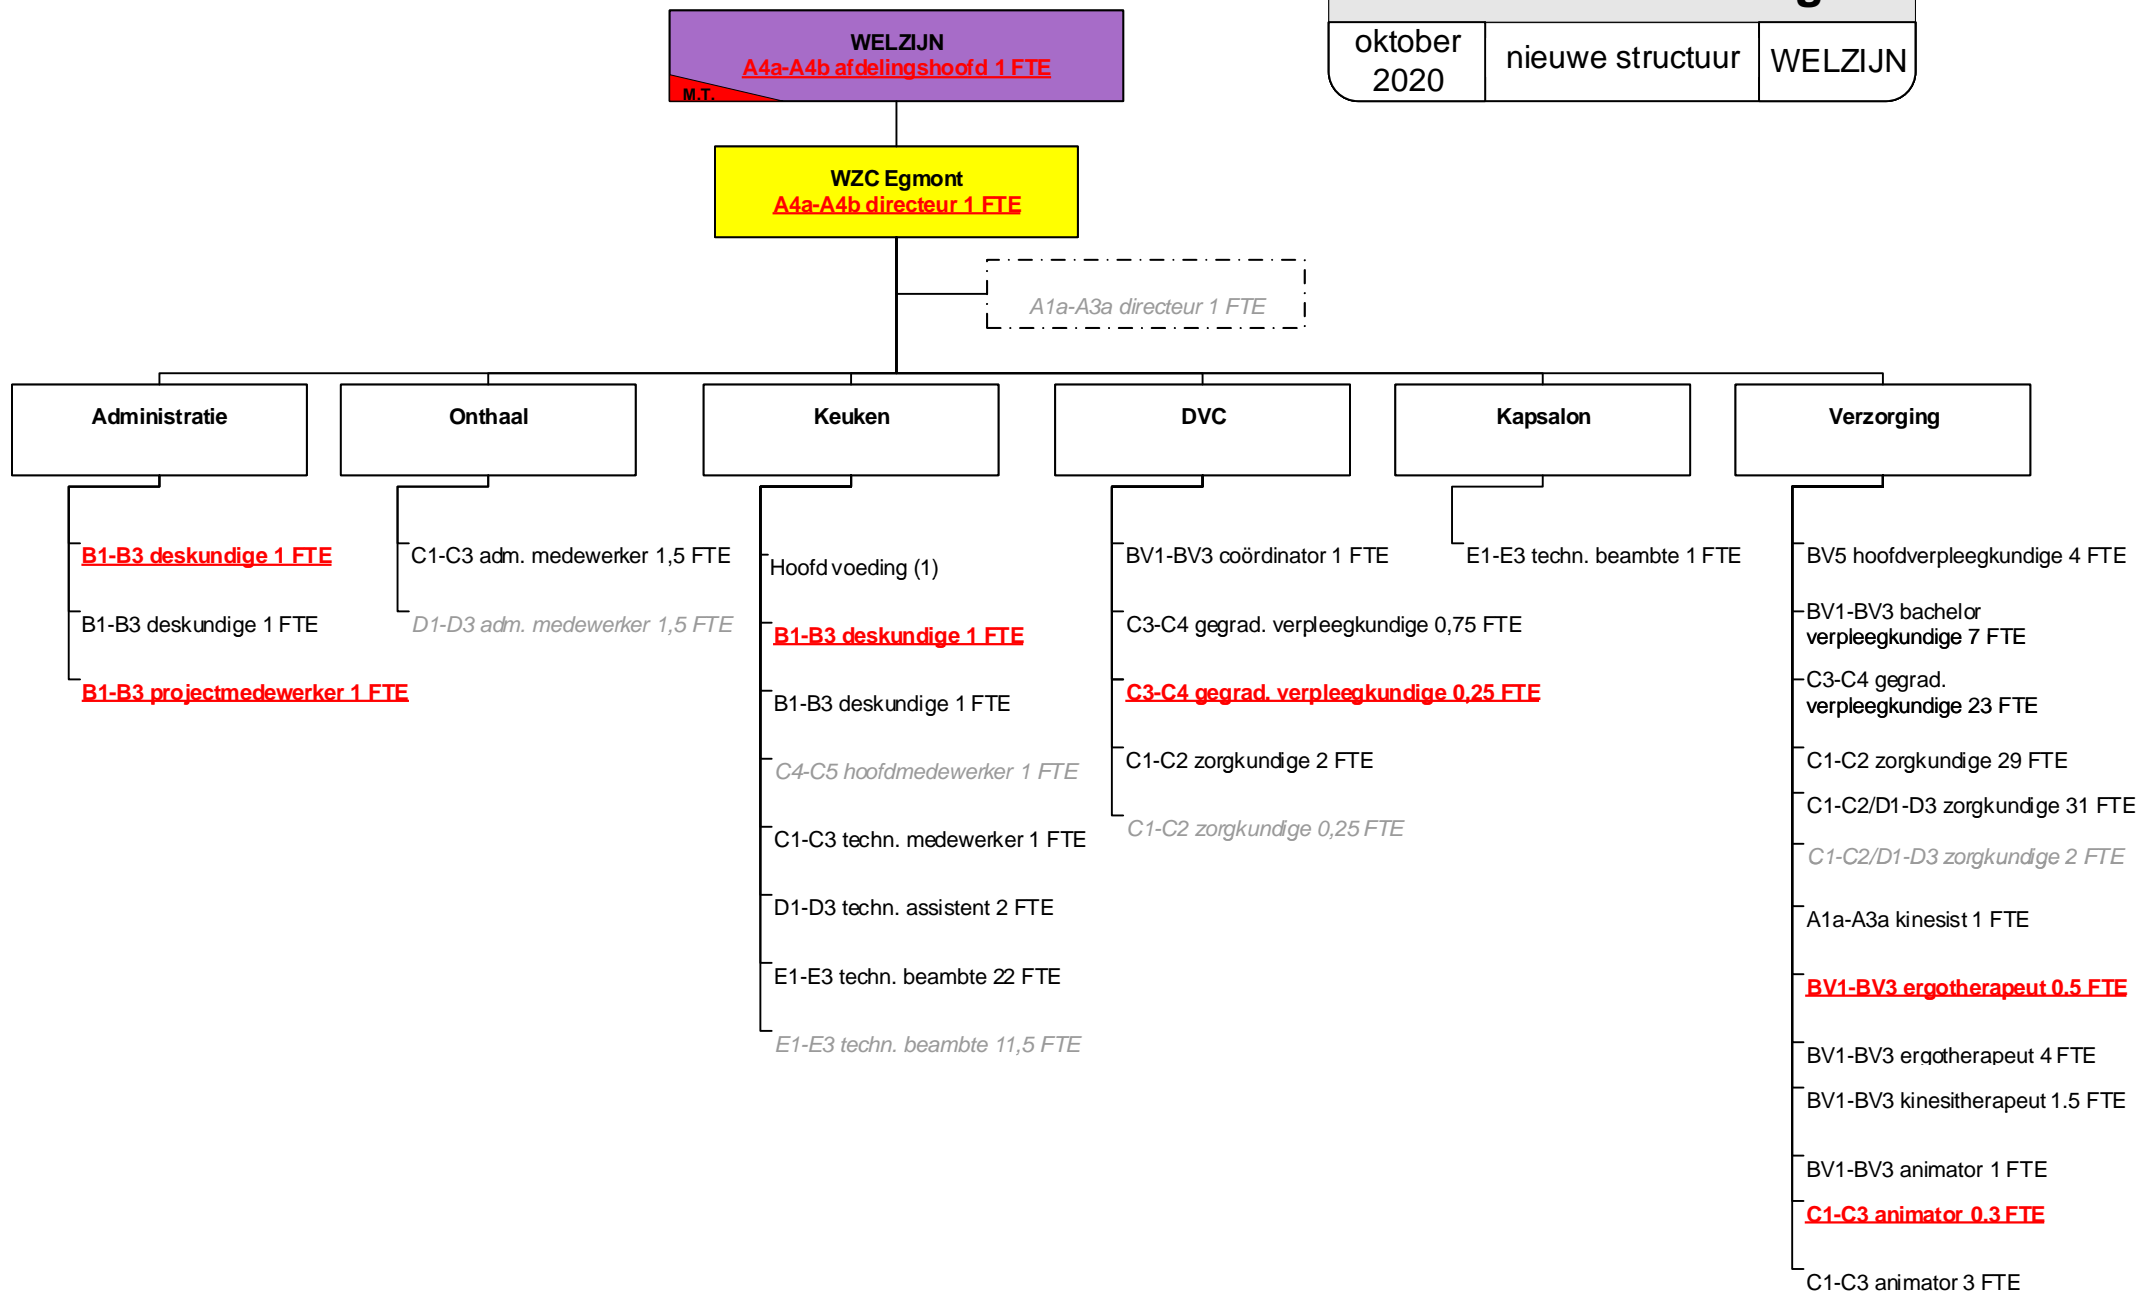 WELZIJN
A4a-A4b afdelingshoofd 1 FTE
M.T.
oktober
2020
nieuwe structuur
WELZIJN
WZC Egmont
A4a-A4b directeur 1 FTE
A1a-A3a directeur 1 FTE
Administratie
B1-B3 deskundige 1 FTE
B1-B3 deskundige 1 FTE
B1-B3 projectmedewerker 1 FTE
Onthaal
C1-C3 adm. medewerker 1,5 FTE
D1-D3 adm. medewerker 1,5 FTE
Keuken
Hoofd voeding (1)
B1-B3 deskundige 1 FTE
B1-B3 deskundige 1 FTE
C4-C5 hoofdmedewerker 1 FTE
C1-C3 techn. medewerker 1 FTE
D1-D3 techn. assistent 2 FTE
E1-E3 techn. beambte 22 FTE
E1-E3 techn. beambte 11,5 FTE
DVC
BV1-BV3 coördinator 1 FTE
C3-C4 gegrad. verpleegkundige 0,75 FTE
C3-C4 gegrad. verpleegkundige 0,25 FTE
C1-C2 zorgkundige 2 FTE
C1-C2 zorgkundige 0,25 FTE
Kapsalon
E1-E3 techn. beambte 1 FTE
Verzorging
BV5 hoofdverpleegkundige 4 FTE
BV1-BV3 bachelor
verpleegkundige 7 FTE
C3-C4 gegrad.
verpleegkundige 23 FTE
C1-C2 zorgkundige 29 FTE
C1-C2/D1-D3 zorgkundige 31 FTE
C1-C2/D1-D3 zorgkundige 2 FTE
A1a-A3a kinesist 1 FTE
BV1-BV3 ergotherapeut 0.5 FTE
BV1-BV3 ergotherapeut 4 FTE
BV1-BV3 kinesitherapeut 1.5 FTE
BV1-BV3 animator 1 FTE
C1-C3 animator 0.3 FTE
C1-C3 animator 3 FTE